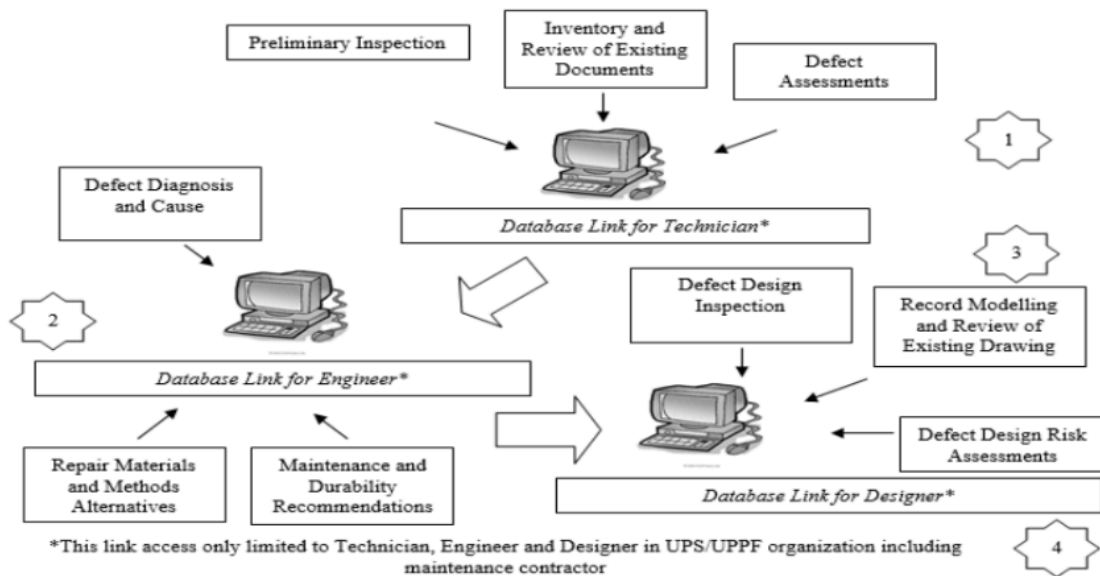 Preliminary Inspection
Inventory and
Review of Existing
Documents
Defect
Assessments
1
Defect Diagnosis
and Cause
Database Link for Technician*
3
Defect Design
Inspection
Record Modelling
and Review of
Existing Drawing
2
Database Link for Engineer*
Defect Design Risk
Assessments
Repair Materials
and Methods
Alternatives
Maintenance and
Durability
Recommendations
Database Link for Designer*
*This link access only limited to Technician, Engineer and Designer in UPS/UPPF organization including
maintenance contractor
4